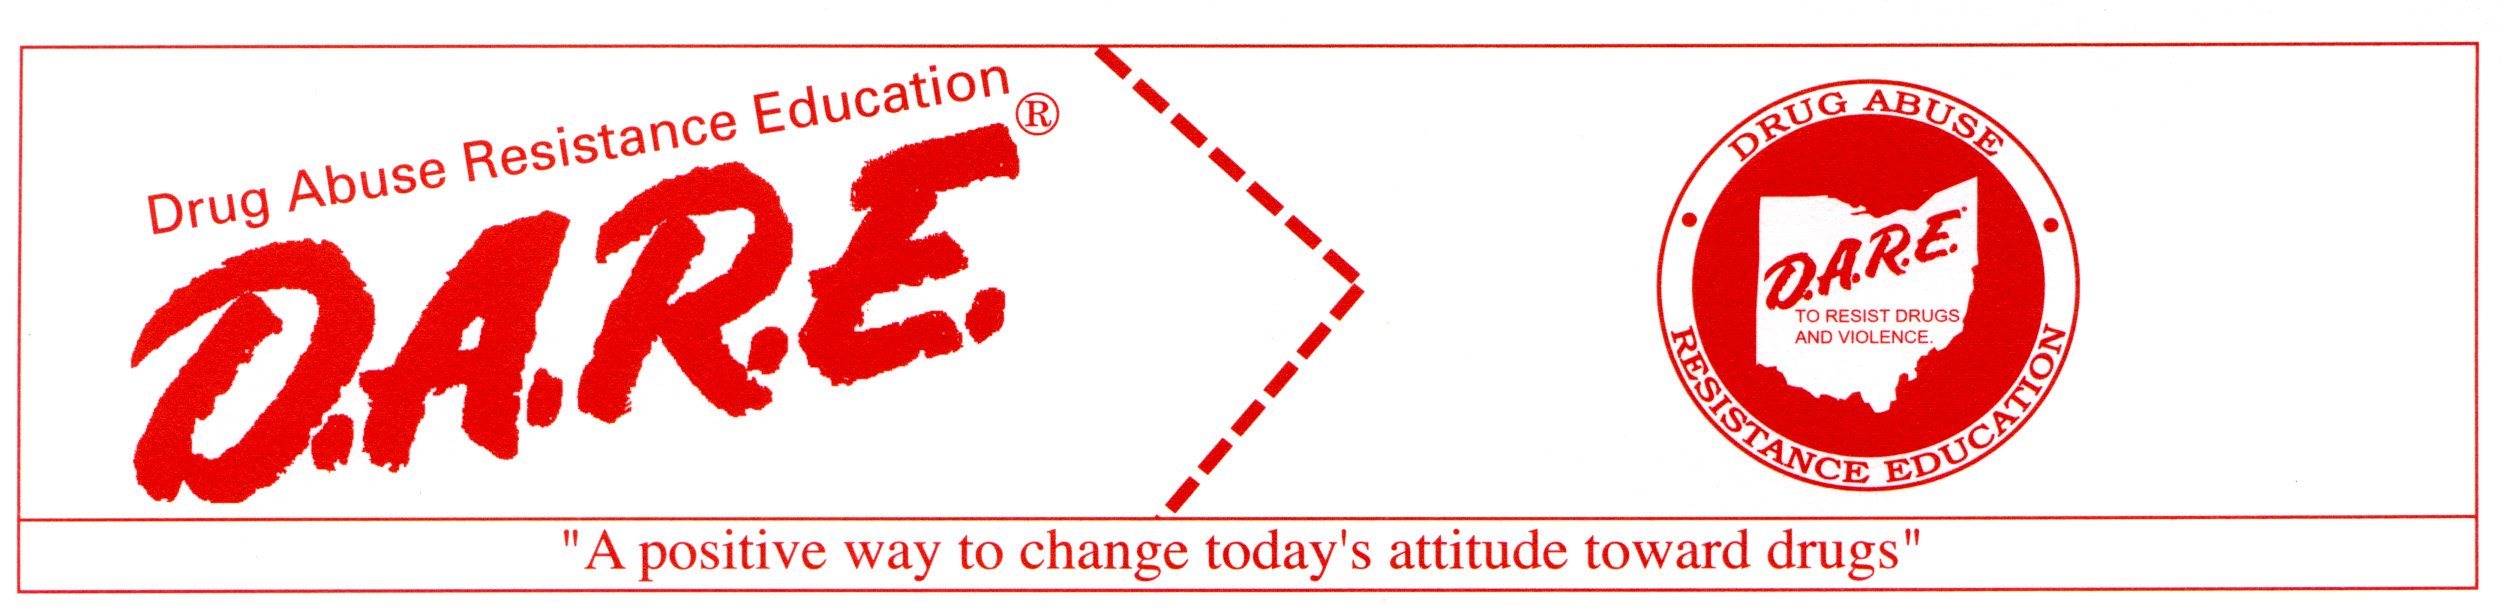 Drug Abuse Resistance Education
D.A.R.E.®
DRUG ABUSE
D.A.R.E.
TO RESIST DRUGS
AND VIOLENCE.
RESISTANCE EDUCATION
"A positive way to change today's attitude toward drugs"